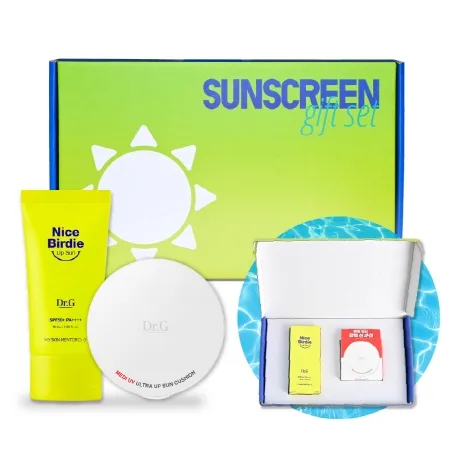 SUNSCREEN
gift set
Nice
Birdie
Up Sun
Dr.G
SPF50+ PA++++
Dr.G
MEDI UV ULTRA UP SUN CUSHION
Nice
Birdie